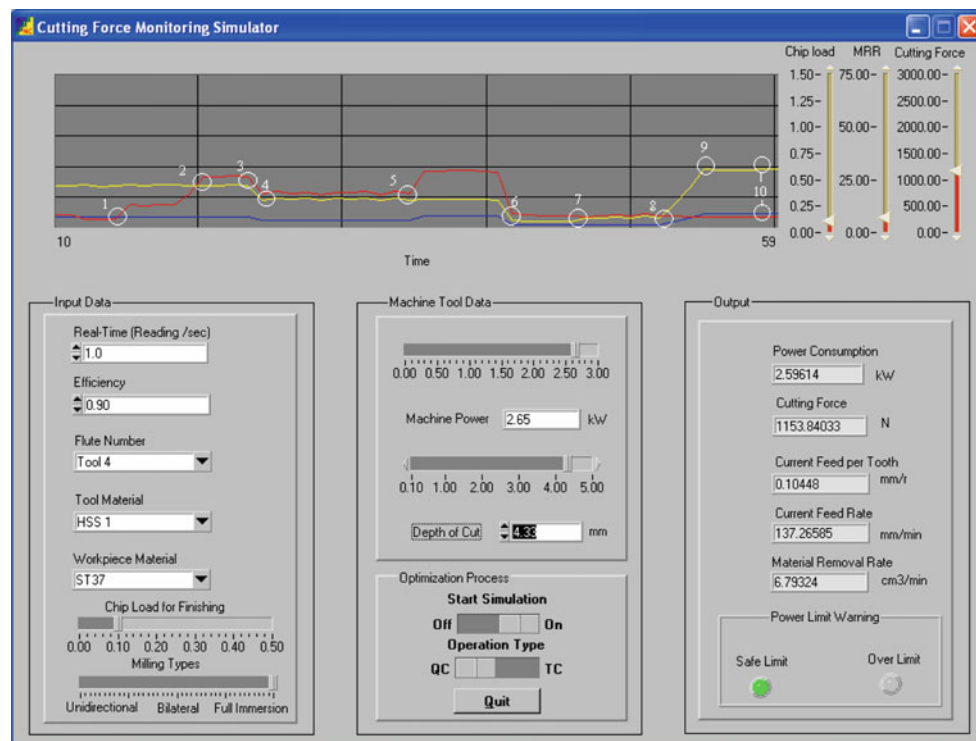 Cutting Force Monitoring Simulator
Chip load MRR Cutting Force
1.50- 75.00- 3000.00-
1.25- 2500.00-
1.00- 50.00- 2000.00-
0.75- 1500.00-
0.50- 25.00- 1000.00-
0.25- 500.00-
0.00- 0.00- 0.00-
1 2 3 4 5 6 7 8 9 10
10 59
Time
Input Data
Real-Time (Reading /sec)
1.0
Efficiency
0.90
Flute Number
Tool 4
Tool Material
HSS 1
Workpiece Material
ST37
Chip Load for Finishing
0.00 0.10 0.20 0.30 0.40 0.50
Milling Types
Unidirectional Bilateral Full Immersion
Machine Tool Data
0.00 0.50 1.00 1.50 2.00 2.50 3.00
Machine Power 2.65 kW
0.10 1.00 2.00 3.00 4.00 5.00
Depth of Cut 4.33 mm
Optimization Process
Start Simulation
Off On
Operation Type
QC TC
Quit
Output
Power Consumption
2.59614 kW
Cutting Force
1153.84033 N
Current Feed per Tooth
0.10448 mm/r
Current Feed Rate
137.26585 mm/min
Material Removal Rate
6.79324 cm3/min
Power Limit Warning
Safe Limit Over Limit